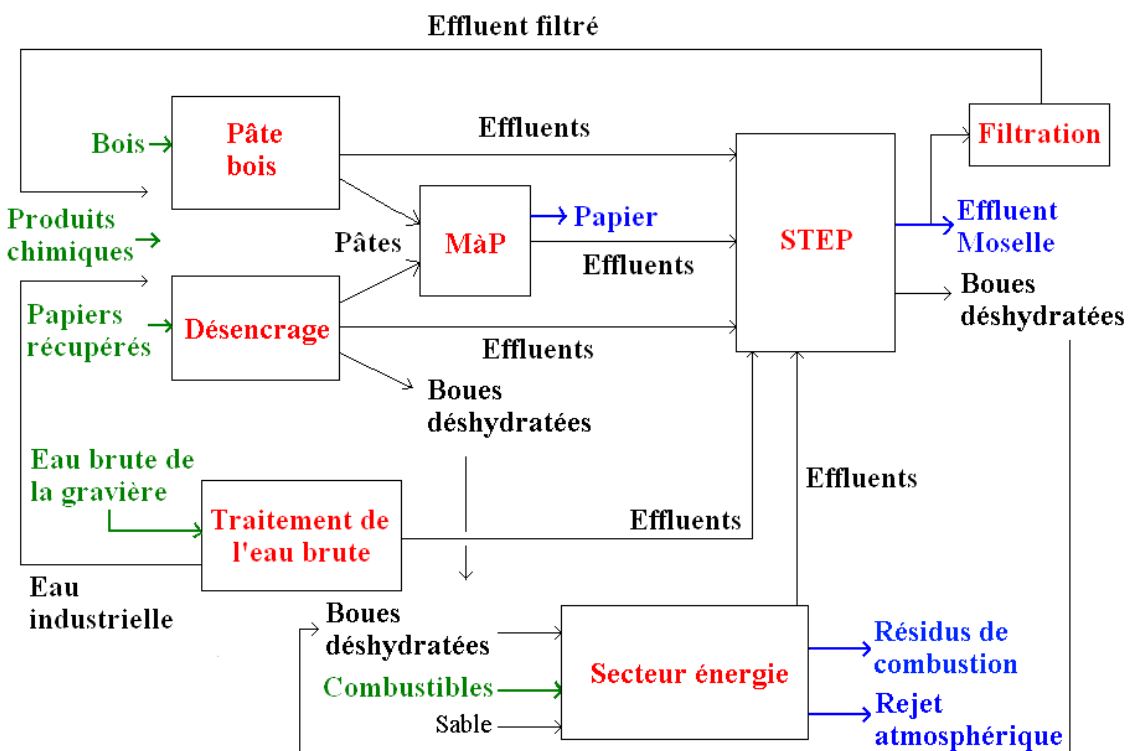 Effluent filtré
Bois
Pâte
bois
Effluents
Filtration
Produits
chimiques
Pâtes
MàP
Papier
Effluents
STEP
Effluent
Moselle
Boues
déshydratées
Papiers
récupérés
Désencrage
Effluents
Boues
déshydratées
Eau brute de
la gravière
Traitement de
l'eau brute
Effluents
Effluents
Eau
industrielle
Boues
déshydratées
Combustibles
Sable
Secteur énergie
Résidus de
combustion
Rejet
atmosphérique